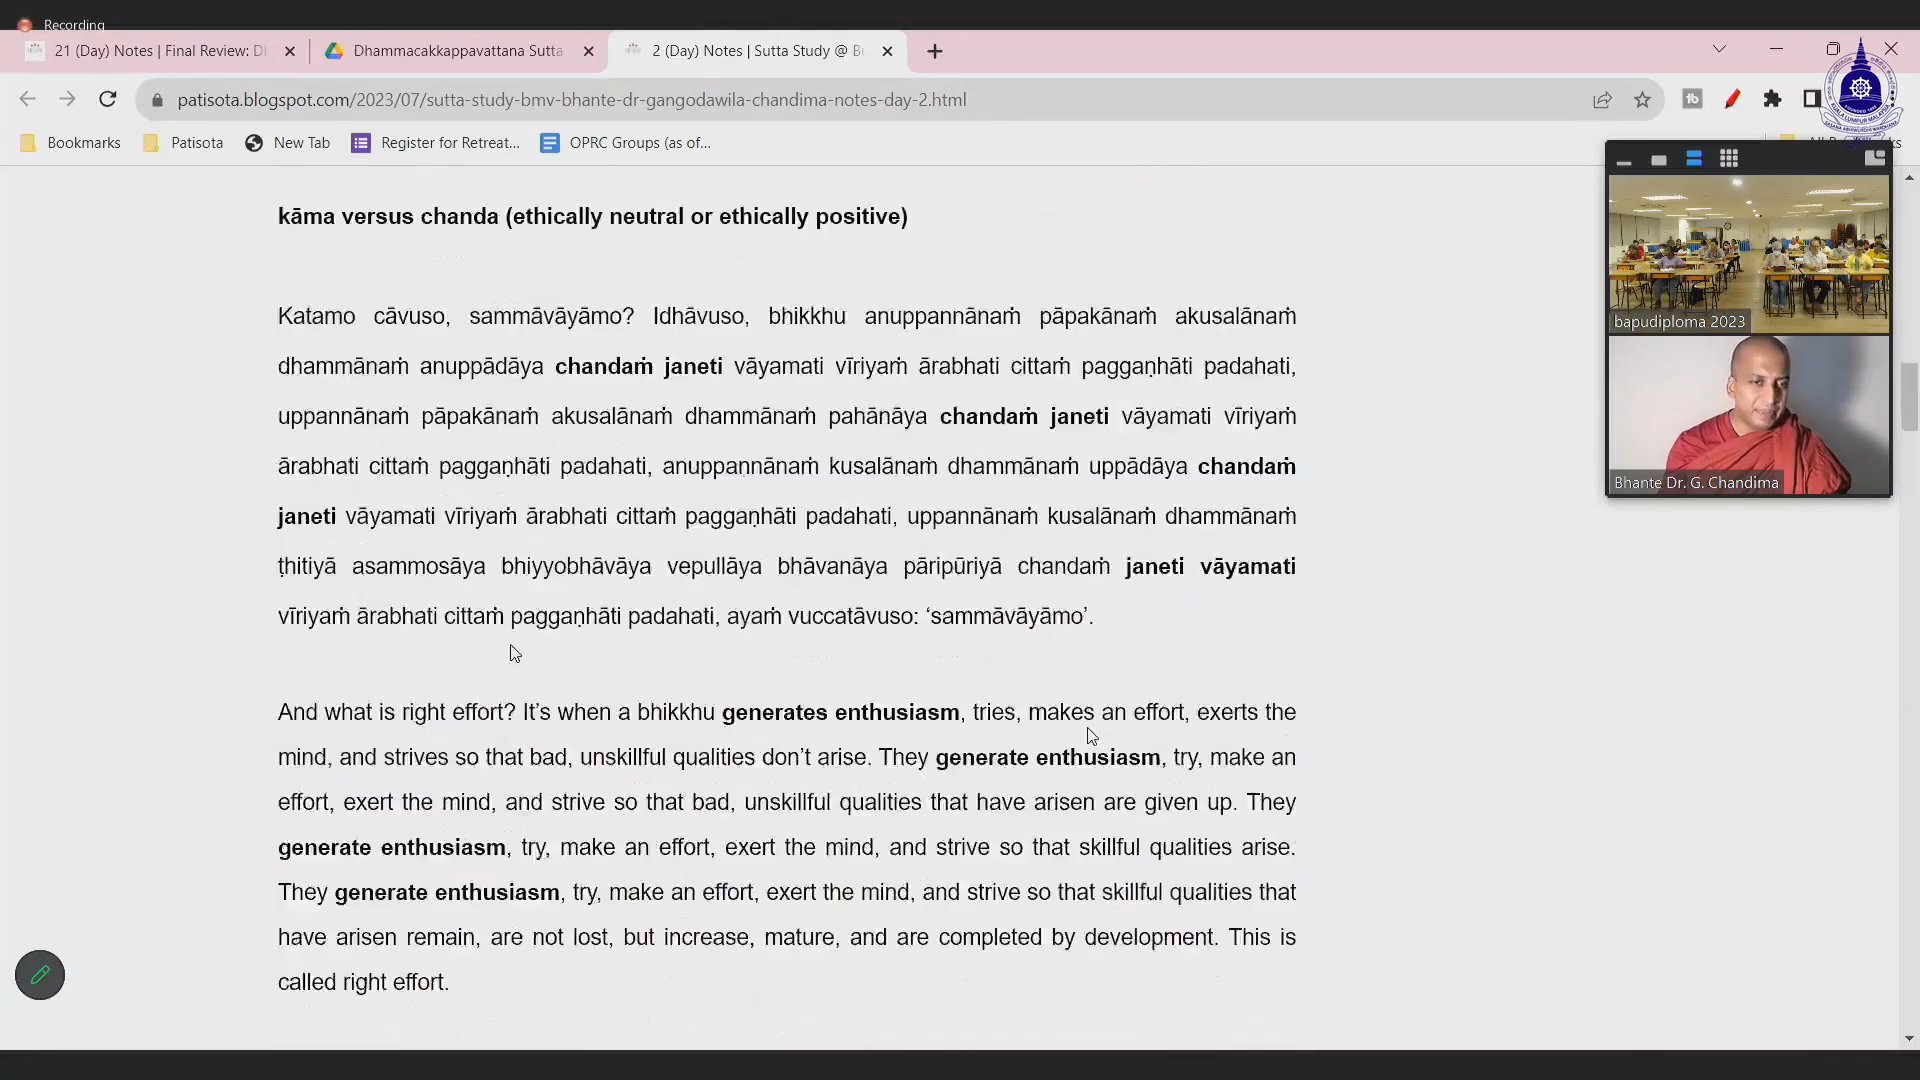 Recording
21 (Day) Notes | Final Review: D
Dhammacakkappavattana Sutta
2 (Day) Notes | Sutta Study @ B
patisota.blogspot.com/2023/07/sutta-study-bmv-bhante-dr-gangodawila-chandima-notes-day-2.html
Bookmarks
Patisota
New Tab
Register for Retreat...
OPRC Groups (as of...
kāma versus chanda (ethically neutral or ethically positive)
Katamo cāvuso, sammāvāyāmo? Idhāvuso, bhikkhu anuppannānaṁ pāpakānaṁ akusalānaṁ
dhammānaṁ anuppādāya chandaṁ janeti vāyamati vīriyaṁ ārabhati cittaṁ paggaṇhāti padahati,
uppannānaṁ pāpakānaṁ akusalānaṁ dhammānaṁ pahānāya chandaṁ janeti vāyamati vīriyaṁ
ārabhati cittaṁ paggaṇhāti padahati, anuppannānaṁ kusalānaṁ dhammānaṁ uppādāya chandaṁ
janeti vāyamati vīriyaṁ ārabhati cittaṁ paggaṇhāti padahati, uppannānaṁ kusalānaṁ dhammānaṁ
ṭhitiyā asammosāya bhiyyobhāvāya vepullāya bhāvanāya pāripūriyā chandaṁ janeti vāyamati
vīriyaṁ ārabhati cittaṁ paggaṇhāti padahati, ayaṁ vuccatāvuso: ‘sammāvāyāmo’.
And what is right effort? It’s when a bhikkhu generates enthusiasm, tries, makes an effort, exerts the
mind, and strives so that bad, unskillful qualities don’t arise. They generate enthusiasm, try, make an
effort, exert the mind, and strive so that bad, unskillful qualities that have arisen are given up. They
generate enthusiasm, try, make an effort, exert the mind, and strive so that skillful qualities arise.
They generate enthusiasm, try, make an effort, exert the mind, and strive so that skillful qualities that
have arisen remain, are not lost, but increase, mature, and are completed by development. This is
called right effort.
bapudiploma 2023
Bhante Dr. G. Chandima